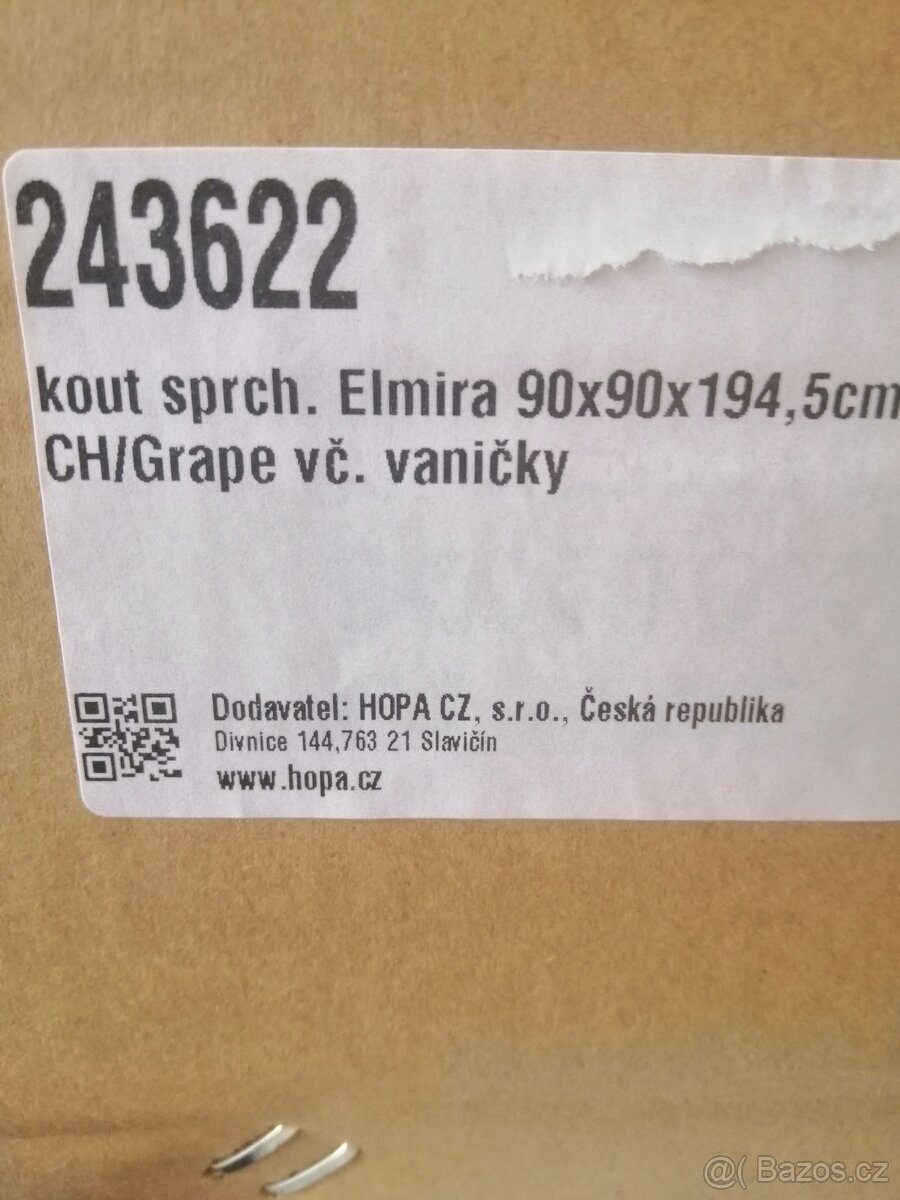 243622
kout sprch. Elmira 90x90x194,5cm
CH/Grape vč. vaničky
Dodavatel: HOPA CZ, s.r.o., Česká republika
Divnice 144,763 21 Slavičín
www.hopa.cz
@( Bazos.cz